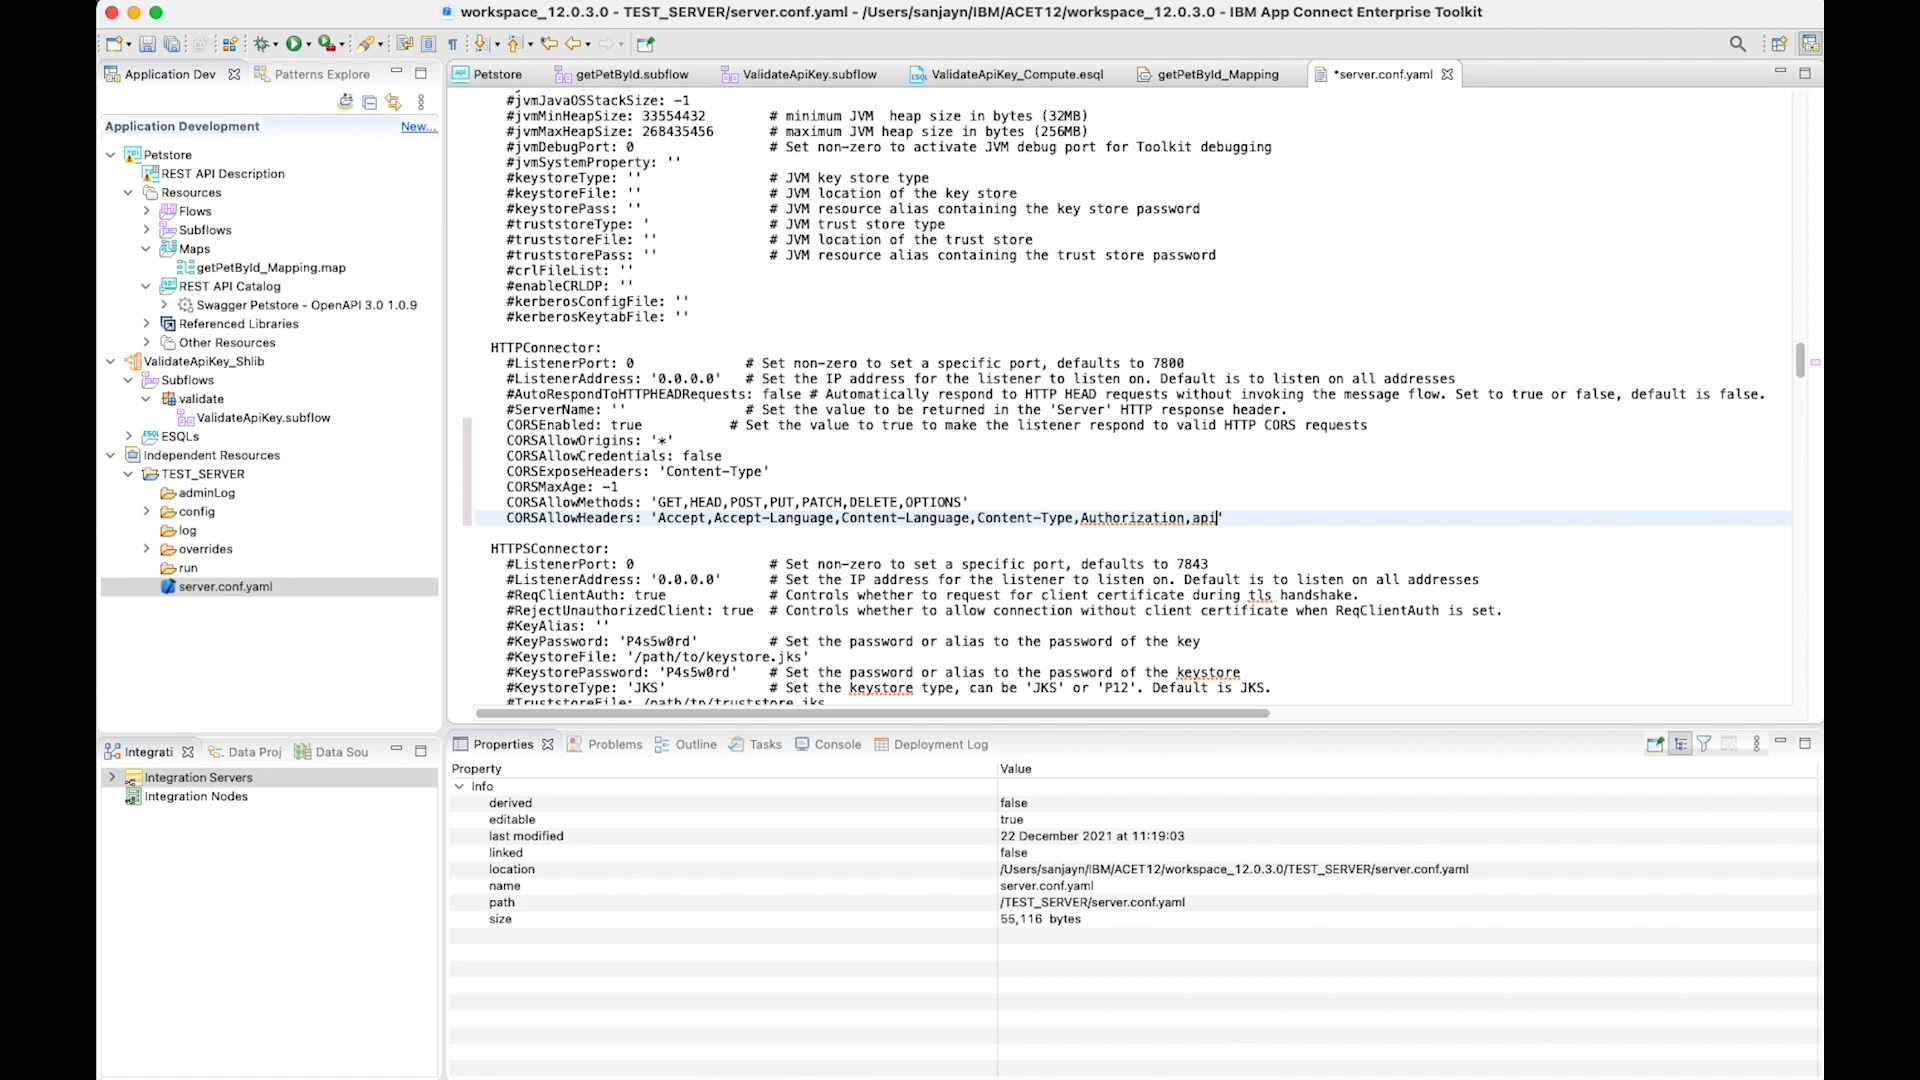 workspace_12.0.3.0 - TEST_SERVER/server.conf.yaml - /Users/sanjayn/IBM/ACET12/workspace_12.0.3.0 - IBM App Connect Enterprise Toolkit
Application Dev
Patterns Explore
Application Development
New...
Petstore
REST API Description
Resources
Flows
Subflows
Maps
getPetById_Mapping.map
REST API Catalog
Swagger Petstore - OpenAPI 3.0 1.0.9
Referenced Libraries
Other Resources
ValidateApiKey_Shlib
Subflows
validate
ValidateApiKey.subflow
ESQLs
Independent Resources
TEST_SERVER
adminLog
config
log
overrides
run
server.conf.yaml
Petstore
getPetById.subflow
ValidateApiKey.subflow
ValidateApiKey_Compute.esql
getPetById_Mapping
*server.conf.yaml
#jvmJavaOSStackSize: -1
#jvmMinHeapSize: 33554432 # minimum JVM heap size in bytes (32MB)
#jvmMaxHeapSize: 268435456 # maximum JVM heap size in bytes (256MB)
#jvmDebugPort: 0 # Set non-zero to activate JVM debug port for Toolkit debugging
#jvmSystemProperty: ''
#keystoreType: '' # JVM key store type
#keystoreFile: '' # JVM location of the key store
#keystorePass: '' # JVM resource alias containing the key store password
#truststoreType: ' # JVM trust store type
#truststoreFile: '' # JVM location of the trust store
#truststorePass: '' # JVM resource alias containing the trust store password
#crlFileList: ''
#enableCRLDP: ''
#kerberosConfigFile: ''
#kerberosKeytabFile: ''
HTTPConnector:
#ListenerPort: 0 # Set non-zero to set a specific port, defaults to 7800
#ListenerAddress: '0.0.0.0' # Set the IP address for the listener to listen on. Default is to listen on all addresses
#AutoRespondToHTTPHEADRequests: false # Automatically respond to HTTP HEAD requests without invoking the message flow. Set to true or false, default is false.
#ServerName: '' # Set the value to be returned in the 'Server' HTTP response header.
CORSEnabled: true # Set the value to true to make the listener respond to valid HTTP CORS requests
CORSAllowOrigins: '*'
CORSAllowCredentials: false
CORSExposeHeaders: 'Content-Type'
CORSMaxAge: -1
CORSAllowMethods: 'GET,HEAD,POST,PUT,PATCH,DELETE,OPTIONS'
CORSAllowHeaders: 'Accept,Accept-Language,Content-Language,Content-Type,Authorization,api'
HTTPSConnector:
#ListenerPort: 0 # Set non-zero to set a specific port, defaults to 7843
#ListenerAddress: '0.0.0.0' # Set the IP address for the listener to listen on. Default is to listen on all addresses
#ReqClientAuth: true # Controls whether to request for client certificate during tls handshake.
#RejectUnauthorizedClient: true # Controls whether to allow connection without client certificate when ReqClientAuth is set.
#KeyAlias: ''
#KeyPassword: 'P4s5w0rd' # Set the password or alias to the password of the key
#KeystoreFile: '/path/to/keystore.jks'
#KeystorePassword: 'P4s5w0rd' # Set the password or alias to the password of the keystore
#KeystoreType: 'JKS' # Set the keystore type, can be 'JKS' or 'P12'. Default is JKS.
#TruststoreFile: /path/tp/truststore.jks
Integrati
Data Proj
Data Sou
Integration Servers
Integration Nodes
Properties
Problems
Outline
Tasks
Console
Deployment Log
Property Value
Info
derived false
editable true
last modified 22 December 2021 at 11:19:03
linked false
location /Users/sanjayn/IBM/ACET12/workspace_12.0.3.0/TEST_SERVER/server.conf.yaml
name server.conf.yaml
path /TEST_SERVER/server.conf.yaml
size 55,116 bytes